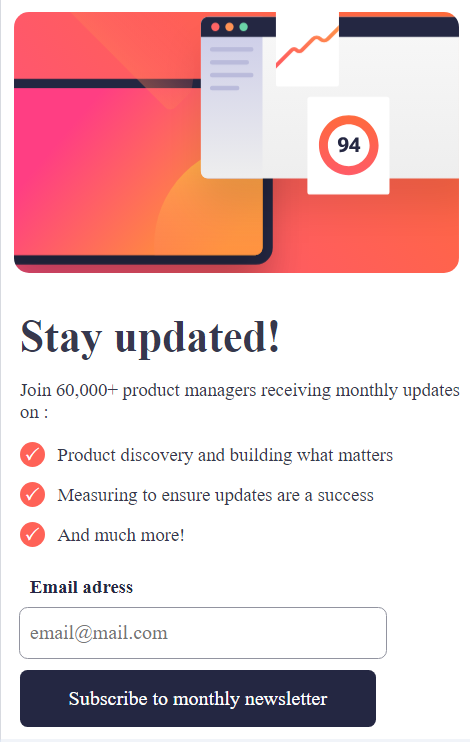 94
Stay updated!
Join 60,000+ product managers receiving monthly updates
on :
Product discovery and building what matters
Measuring to ensure updates are a success
And much more!
Email adress
email@mail.com
Subscribe to monthly newsletter